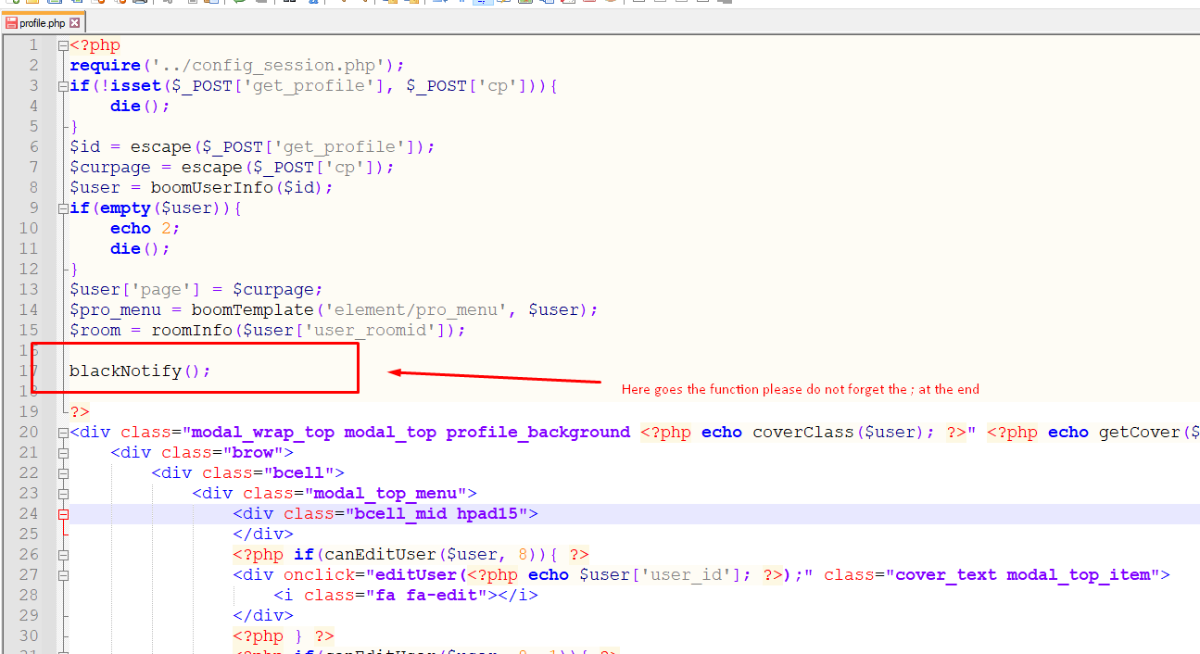 profile.php
1 <?php
2 require('../config_session.php');
3 if(!isset($_POST['get_profile'], $_POST['cp'])){
4 die();
5 }
6 $id = escape($_POST['get_profile']);
7 $curpage = escape($_POST['cp']);
8 $user = boomUserInfo($id);
9 if(empty($user)){
10 echo 2;
11 die();
12 }
13 $user['page'] = $curpage;
14 $pro_menu = boomTemplate('element/pro_menu', $user);
15 $room = roomInfo($user['user_roomid']);
16
17 blackNotify();
Here goes the function please do not forget the ; at the end
18
19 ?>
20 <div class="modal_wrap_top modal_top profile_background <?php echo coverClass($user); ?>" <?php echo getCover($
21 <div class="brow">
22 <div class="bcell">
23 <div class="modal_top_menu">
24 <div class="bcell_mid hpad15">
25 </div>
26 <?php if(canEditUser($user, 8)){ ?>
27 <div onclick="editUser(<?php echo $user['user_id']; ?>);" class="cover_text modal_top_item">
28 <i class="fa fa-edit"></i>
29 </div>
30 <?php } ?>
31 <?php if(canEditUser($user, 8, 1)){ ?>